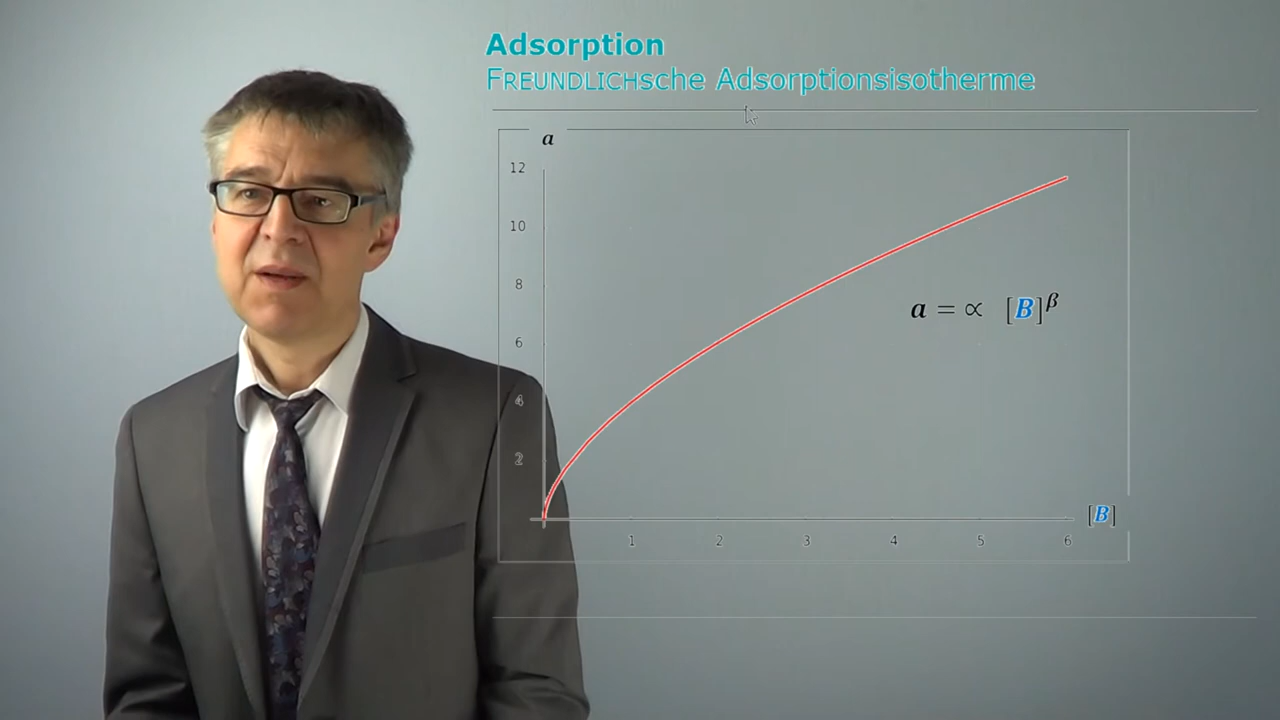 Adsorption
FREUNDLICHsche Adsorptionsisotherme
a
12
10
8
6
4
2
a = ∝ [B]^β
[B]
1 2 3 4 5 6